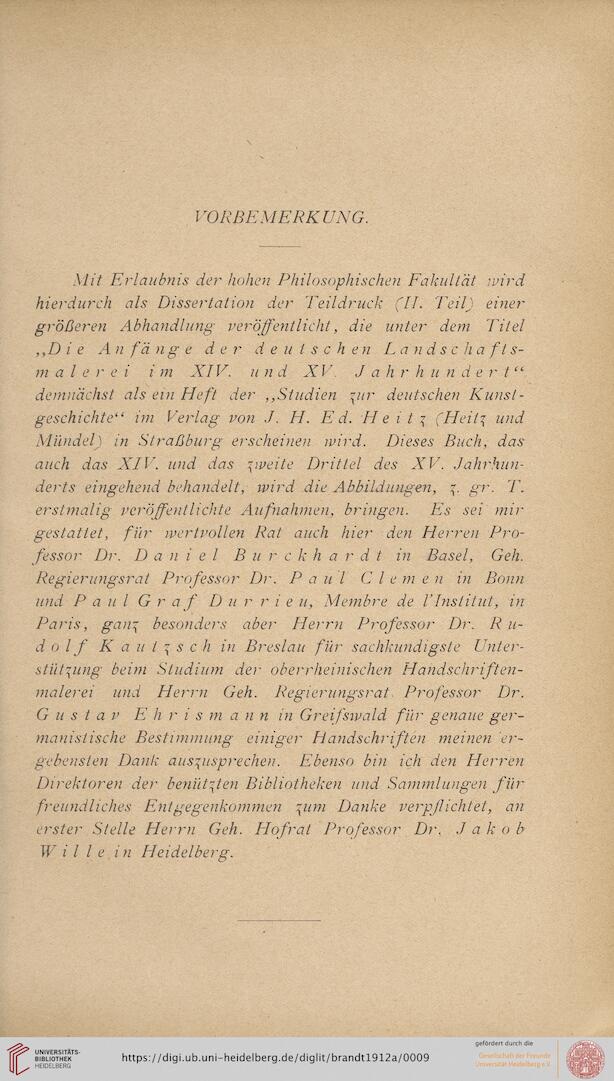 VORBEMERKUNG.
Mit Erlaubnis der hohen Philosophischen Fakultät wird
hierdurch als Dissertation der Teildruck (II. Teil) einer
größeren Abhandlung veröffentlicht, die unter dem Titel
„Die Anfänge der deutschen Landschafts-
malerei im XIV. und XV. Jahrhundert“
demnächst als ein Heft der „Studien zur deutschen Kunst-
geschichte“ im Verlag von J. H. Ed. Heitz (Heitz und
Mündel) in Straßburg erscheinen wird. Dieses Buch, das
auch das XIV. und das zweite Drittel des XV. Jahrhun-
derts eingehend behandelt, wird die Abbildungen, z. gr. T.
erstmalig veröffentlichte Aufnahmen, bringen. Es sei mir
gestattet, für wertvollen Rat auch hier den Herren Pro-
fessor Dr. Daniel Burckhardt in Basel, Geh.
Regierungsrat Professor Dr. Paul Clemen in Bonn
und Paul Graf Durrieu, Membre de l'Institut, in
Paris, ganz besonders aber Herrn Professor Dr. Ru-
dolf Kautzsch in Breslau für sachkundigste Unter-
stützung beim Studium der oberrheinischen Handschriften-
malerei und Herrn Geh. Regierungsrat Professor Dr.
Gustav Ehrismann in Greifswald für genaue ger-
manistische Bestimmung einiger Handschriften meinen er-
gebensten Dank auszusprechen. Ebenso bin ich den Herren
Direktoren der benützten Bibliotheken und Sammlungen für
freundliches Entgegenkommen zum Danke verpflichtet, an
erster Stelle Herrn Geh. Hofrat Professor Dr. Jakob
Wille in Heidelberg.
UNIVERSITÄTS-
BIBLIOTHEK
HEIDELBERG
https://digi.ub.uni-heidelberg.de/diglit/brandt1912a/0009
gefördert durch die
Gesellschaft der Freunde
Universität Heidelberg e.V.